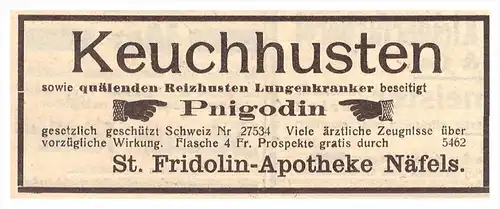 Keuchhusten
sowie quälenden Reizhusten Lungenkranker beseitigt
Pnigodin
gesetzlich geschützt Schweiz Nr 27534 Viele ärztliche Zeugnisse über
vorzügliche Wirkung. Flasche 4 Fr. Prospekte gratis durch 5462
St. Fridolin-Apotheke Näfels.